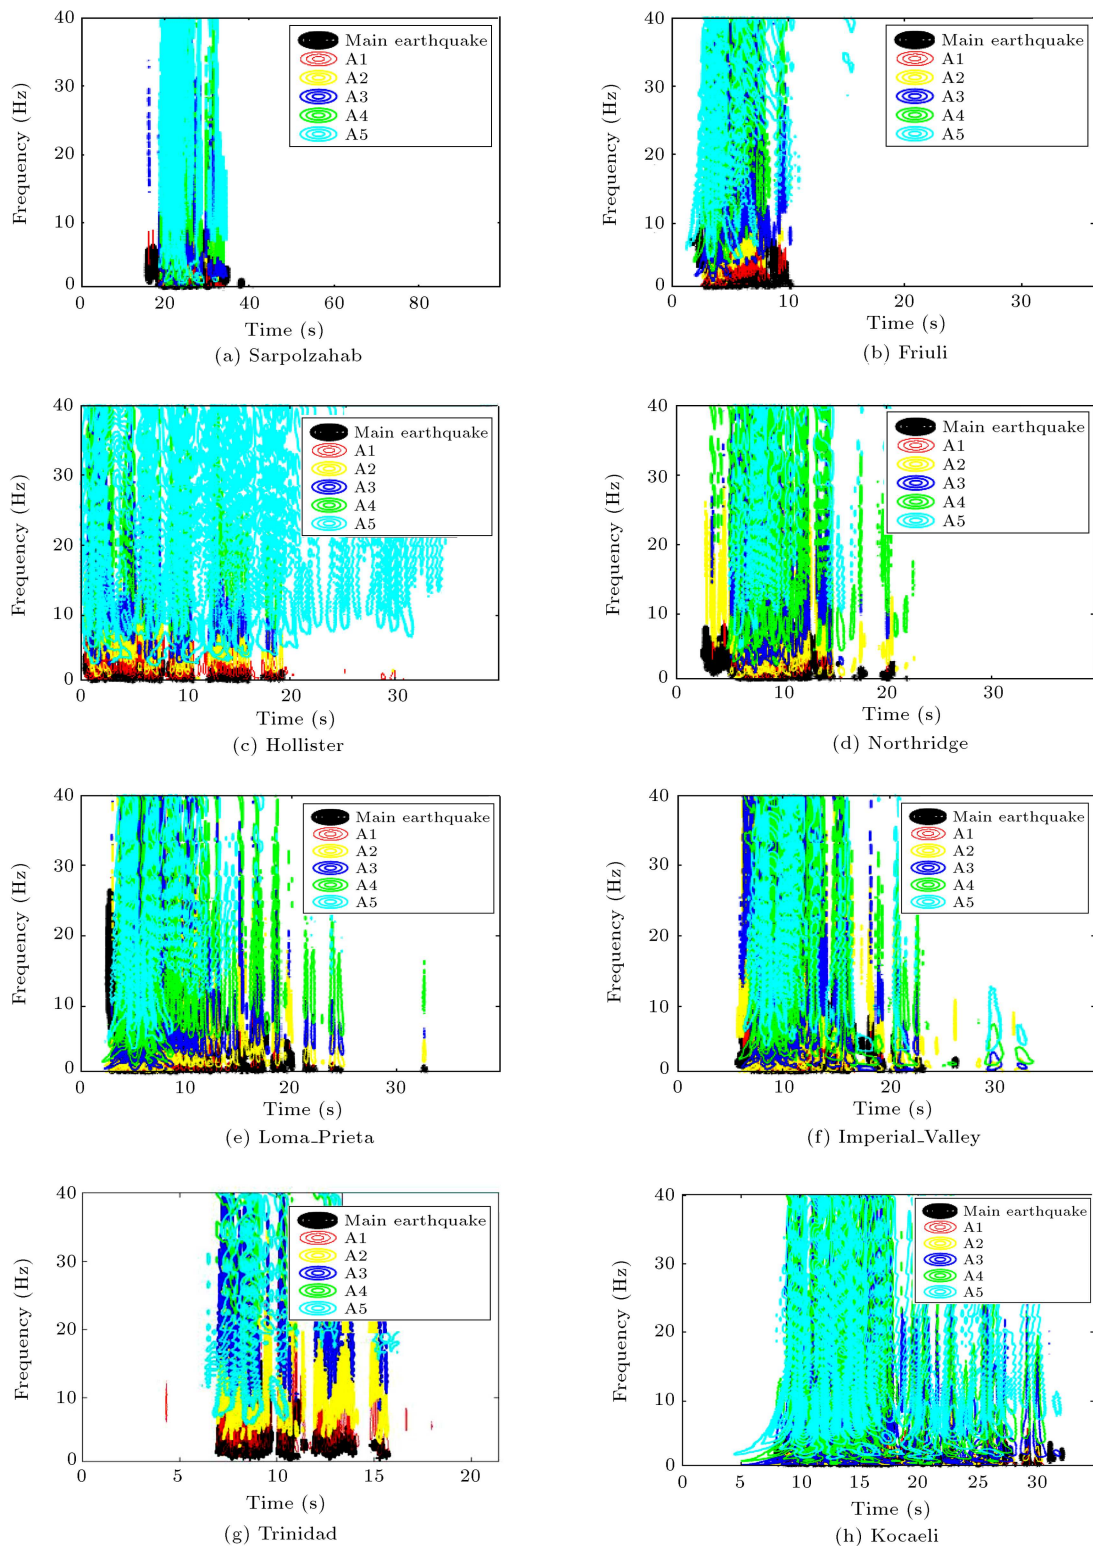 40
30
20
10
0
Frequency (Hz)
Main earthquake
A1
A2
A3
A4
A5
0
20
40
60
80
Time (s)
(a) Sarpolzahab
40
30
20
10
0
Frequency (Hz)
Main earthquake
A1
A2
A3
A4
A5
0
10
20
30
Time (s)
(b) Friuli
40
30
20
10
0
Frequency (Hz)
Main earthquake
A1
A2
A3
A4
A5
0
10
20
30
Time (s)
(c) Hollister
40
30
20
10
0
Frequency (Hz)
Main earthquake
A1
A2
A3
A4
A5
0
10
20
30
Time (s)
(d) Northridge
40
30
20
10
0
Frequency (Hz)
Main earthquake
A1
A2
A3
A4
A5
0
10
20
30
Time (s)
(e) Loma_Prieta
40
30
20
10
0
Frequency (Hz)
Main earthquake
A1
A2
A3
A4
A5
0
10
20
30
Time (s)
(f) Imperial_Valley
40
30
20
10
0
Frequency (Hz)
Main earthquake
A1
A2
A3
A4
A5
0
5
10
15
20
Time (s)
(g) Trinidad
40
30
20
10
0
Frequency (Hz)
Main earthquake
A1
A2
A3
A4
A5
0
5
10
15
20
25
30
35
Time (s)
(h) Kocaeli